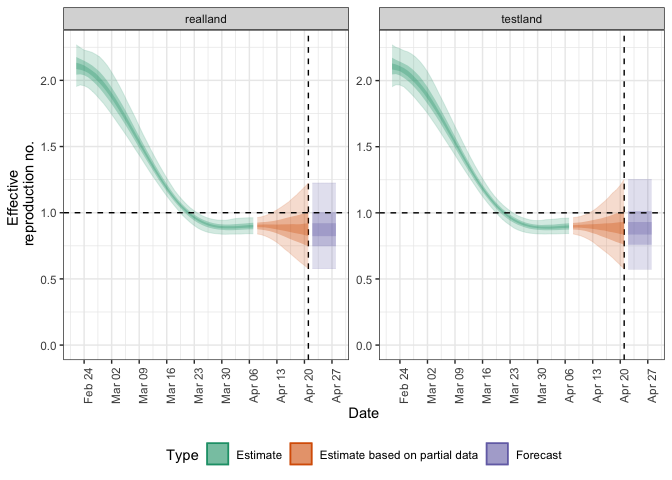 realland
testland
Effective
reproduction no.
2.0
1.5
1.0
0.5
0.0
2.0
1.5
1.0
0.5
0.0
Feb 24
Mar 02
Mar 09
Mar 16
Mar 23
Mar 30
Apr 06
Apr 13
Apr 20
Apr 27
Feb 24
Mar 02
Mar 09
Mar 16
Mar 23
Mar 30
Apr 06
Apr 13
Apr 20
Apr 27
Date
Type Estimate Estimate based on partial data Forecast